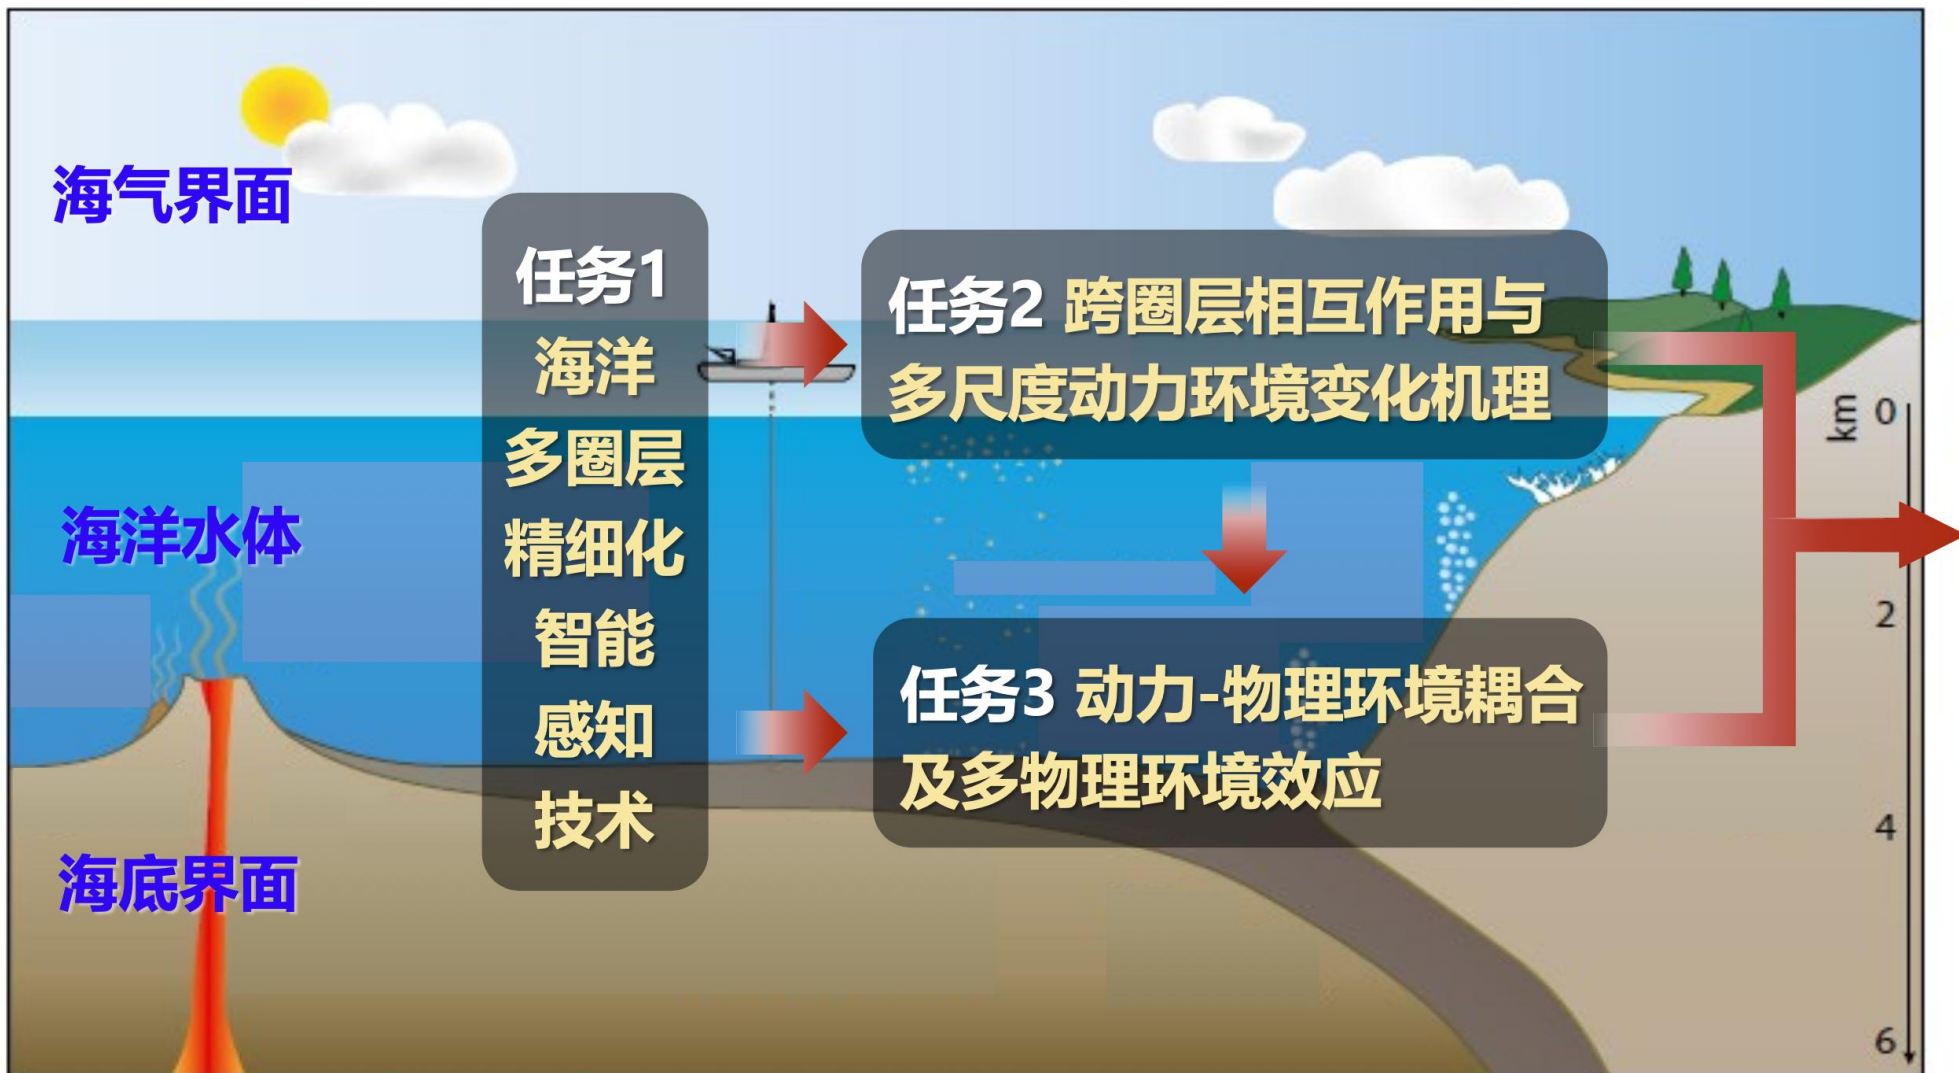 海气界面
海洋水体
海底界面
任务1
海洋
多圈层
精细化
智能
感知
技术
任务2 跨圈层相互作用与
多尺度动力环境变化机理
任务3 动力-物理环境耦合
及多物理环境效应
km
0
2
4
6